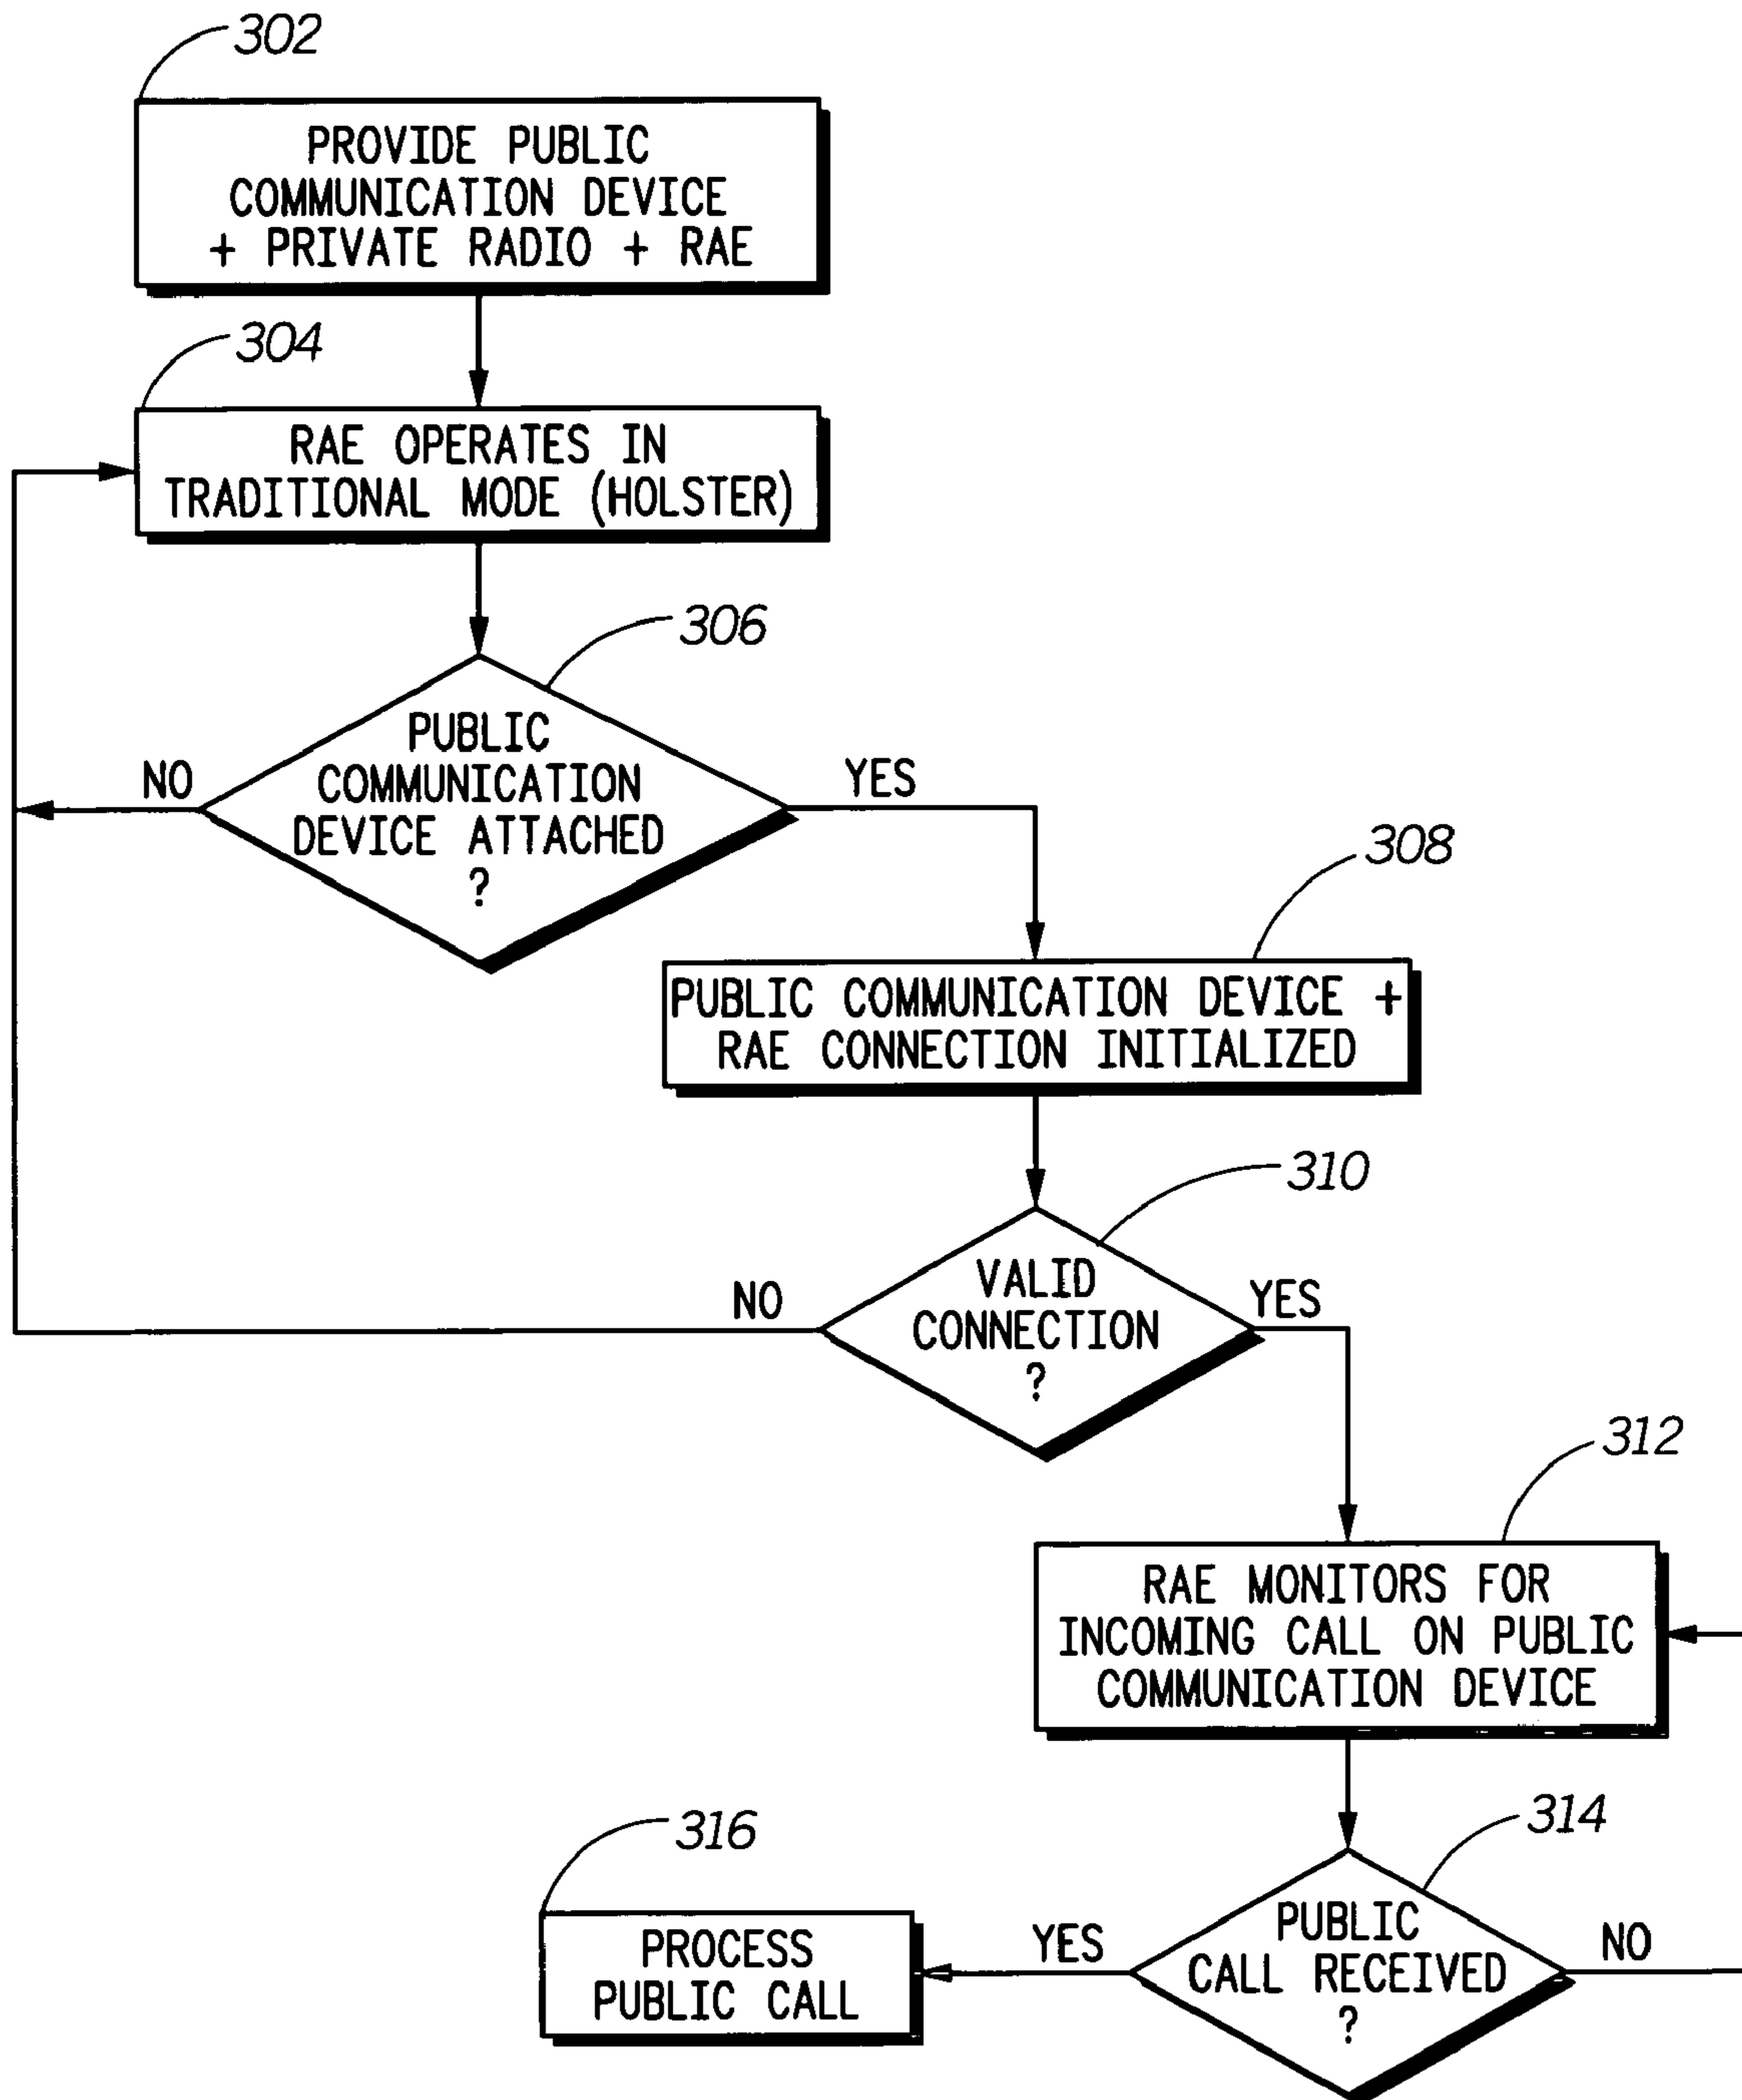 302
PROVIDE PUBLIC
COMMUNICATION DEVICE
+ PRIVATE RADIO + RAE
304
RAE OPERATES IN
TRADITIONAL MODE (HOLSTER)
306
PUBLIC
COMMUNICATION
DEVICE ATTACHED
?
NO
YES
308
PUBLIC COMMUNICATION DEVICE +
RAE CONNECTION INITIALIZED
310
VALID
CONNECTION
?
NO
YES
312
RAE MONITORS FOR
INCOMING CALL ON PUBLIC
COMMUNICATION DEVICE
314
PUBLIC
CALL RECEIVED
?
YES
NO
316
PROCESS
PUBLIC CALL